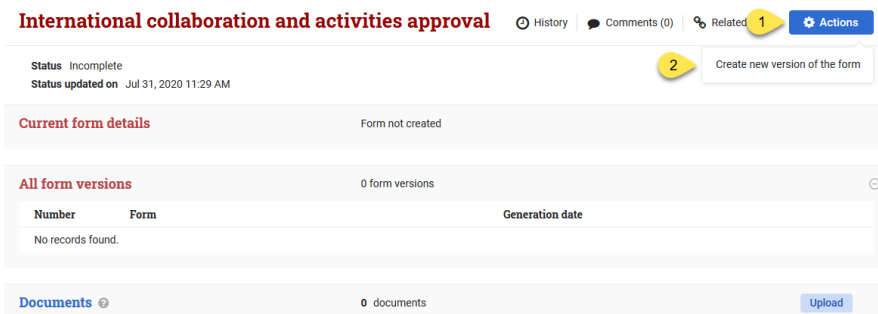 International collaboration and activities approval
History
Comments (0)
Related
1
Actions
Status Incomplete
2
Create new version of the form
Status updated on Jul 31, 2020 11:29 AM
Current form details
Form not created
All form versions
0 form versions
Number Form Generation date
No records found.
Documents ?
0 documents
Upload